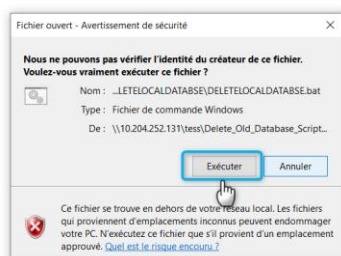 Fichier ouvert - Avertissement de sécurité
Nous ne pouvons pas vérifier l'identité du créateur de ce fichier.
Voulez-vous vraiment exécuter ce fichier ?
Nom : ...LETELOCALDATABSE\DELETELOCALDATABSE.bat
Type : Fichier de commande Windows
De : \\10.204.252.131\tess\Delete_Old_Database_Script...
Exécuter
Annuler
Ce fichier se trouve en dehors de votre réseau local. Les fichiers
qui proviennent d'emplacements inconnus peuvent endommager
votre PC. N'exécutez ce fichier que s'il provient d'un emplacement
approuvé. Quel est le risque encouru ?